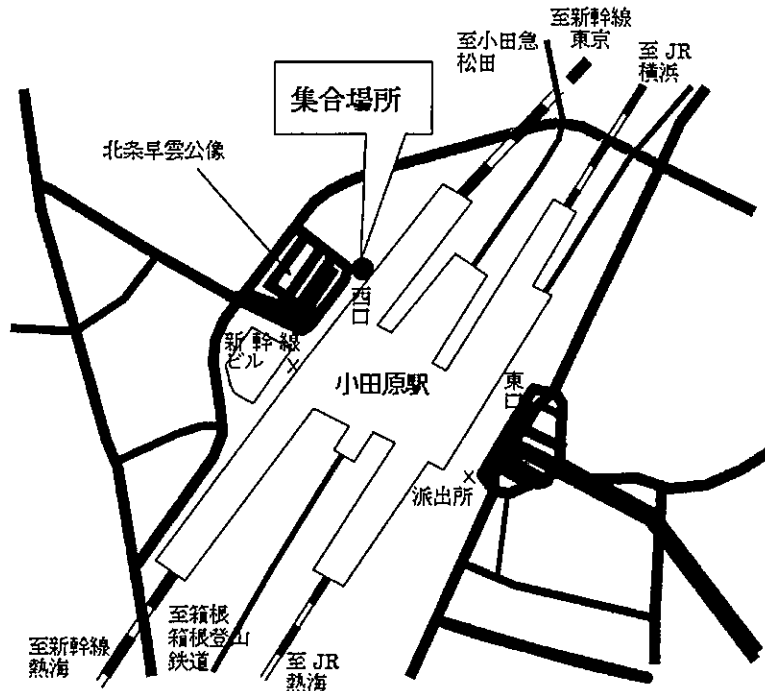 至新幹線
東京
至小田急
松田
至 JR
横浜
集合場所
北条早雲公像
西口
新幹線
ビル
小田原駅
東口
派出所
至新幹線
熱海
至箱根
箱根登山
鉄道
至 JR
熱海